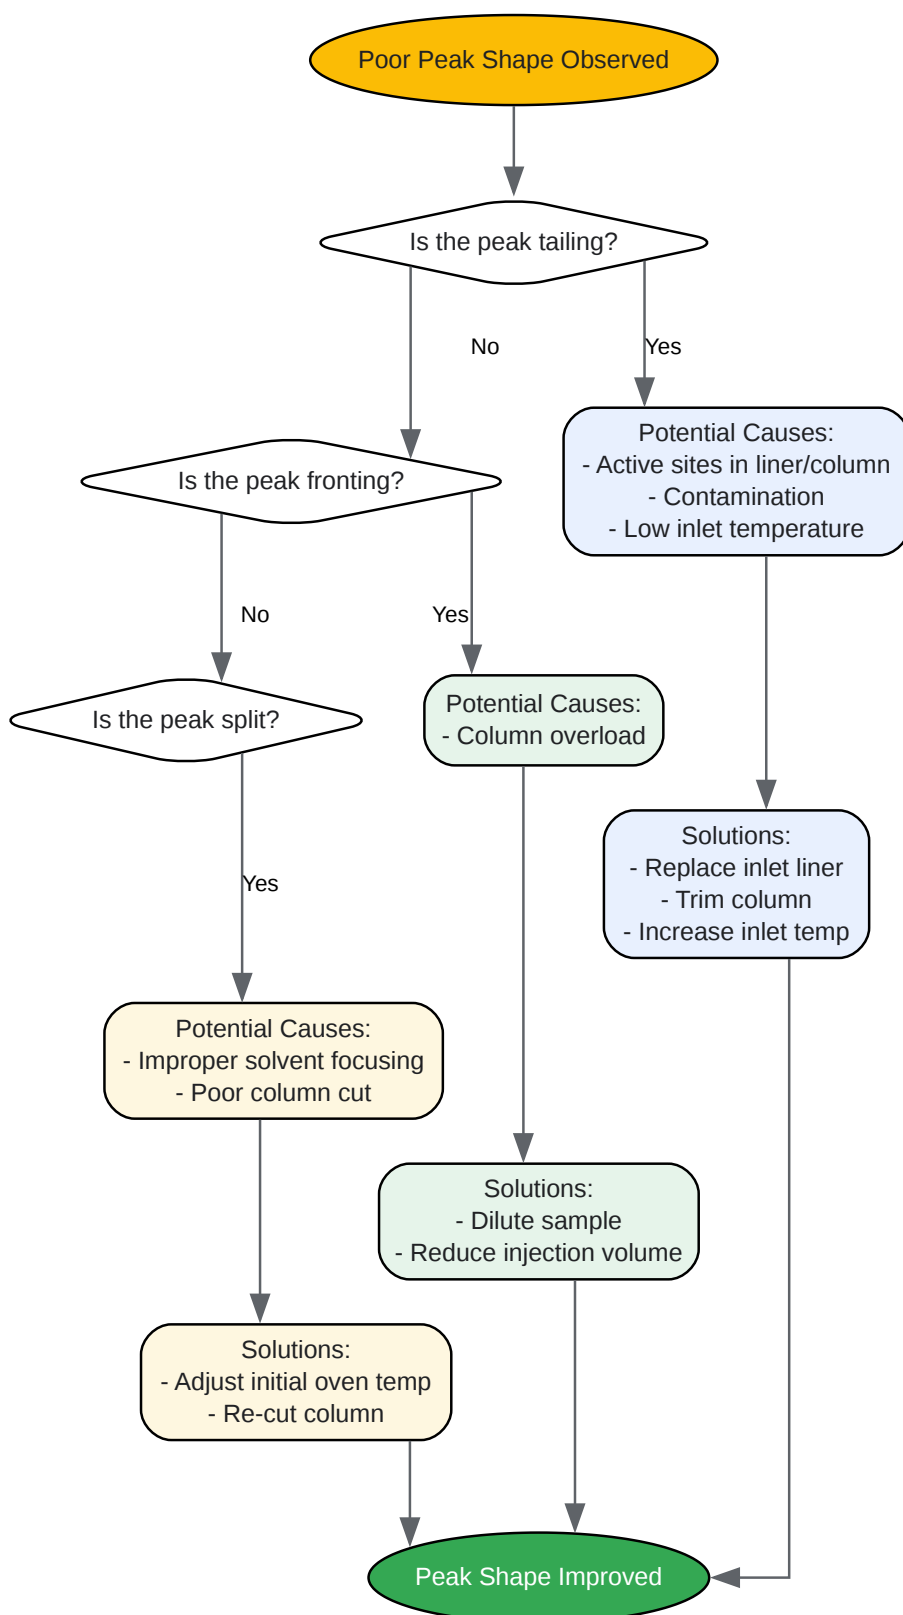 Poor Peak Shape Observed
Is the peak tailing?
No
Yes
Potential Causes:
- Active sites in liner/column
- Contamination
- Low inlet temperature
Is the peak fronting?
No
Yes
Is the peak split?
Potential Causes:
- Column overload
Solutions:
- Replace inlet liner
- Trim column
- Increase inlet temp
Yes
Potential Causes:
- Improper solvent focusing
- Poor column cut
Solutions:
- Dilute sample
- Reduce injection volume
Solutions:
- Adjust initial oven temp
- Re-cut column
Peak Shape Improved